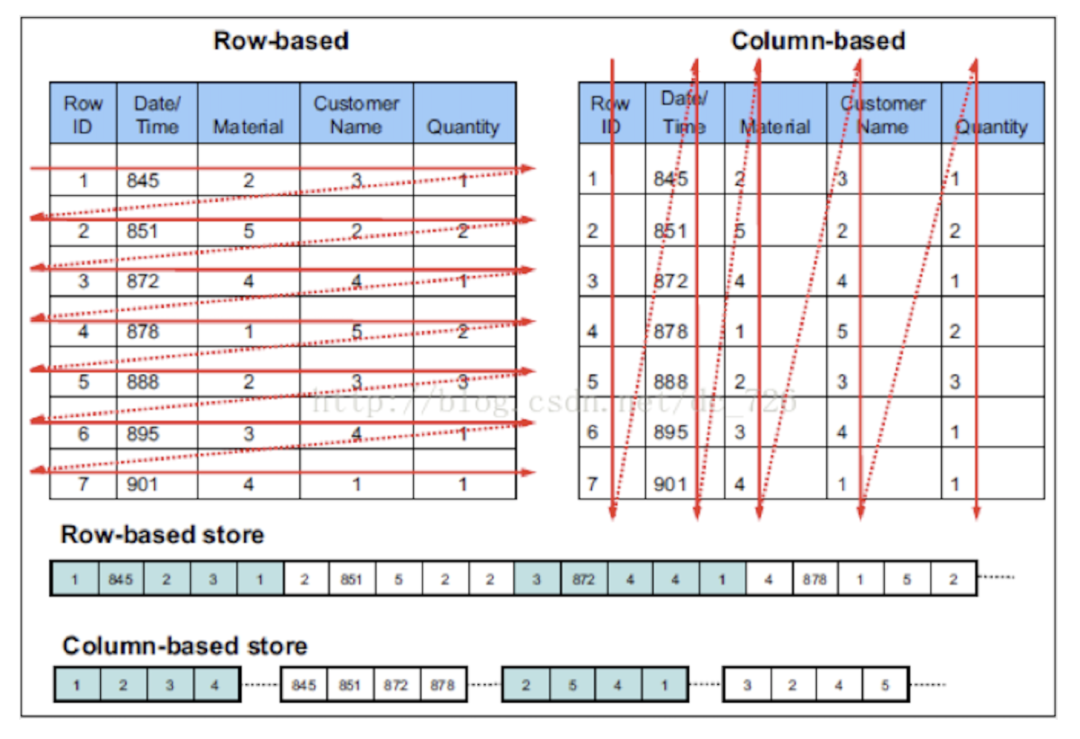 Row-based
Row ID Date/Time Material Customer Name Quantity
1 845 2 3 1
2 851 5 2 2
3 872 4 4 1
4 878 1 5 2
5 888 2 3 3
6 895 3 4 1
7 901 4 1 1
Column-based
Row ID Date/Time Material Customer Name Quantity
1 845 2 3 1
2 851 5 2 2
3 872 4 4 1
4 878 1 5 2
5 888 2 3 3
6 895 3 4 1
7 901 4 1 1
http://blog.csdn.net/dc_726
Row-based store
1 845 2 3 1 2 851 5 2 2 3 872 4 4 1 4 878 1 5 2
Column-based store
1 2 3 4 845 851 872 878 2 5 4 1 3 2 4 5